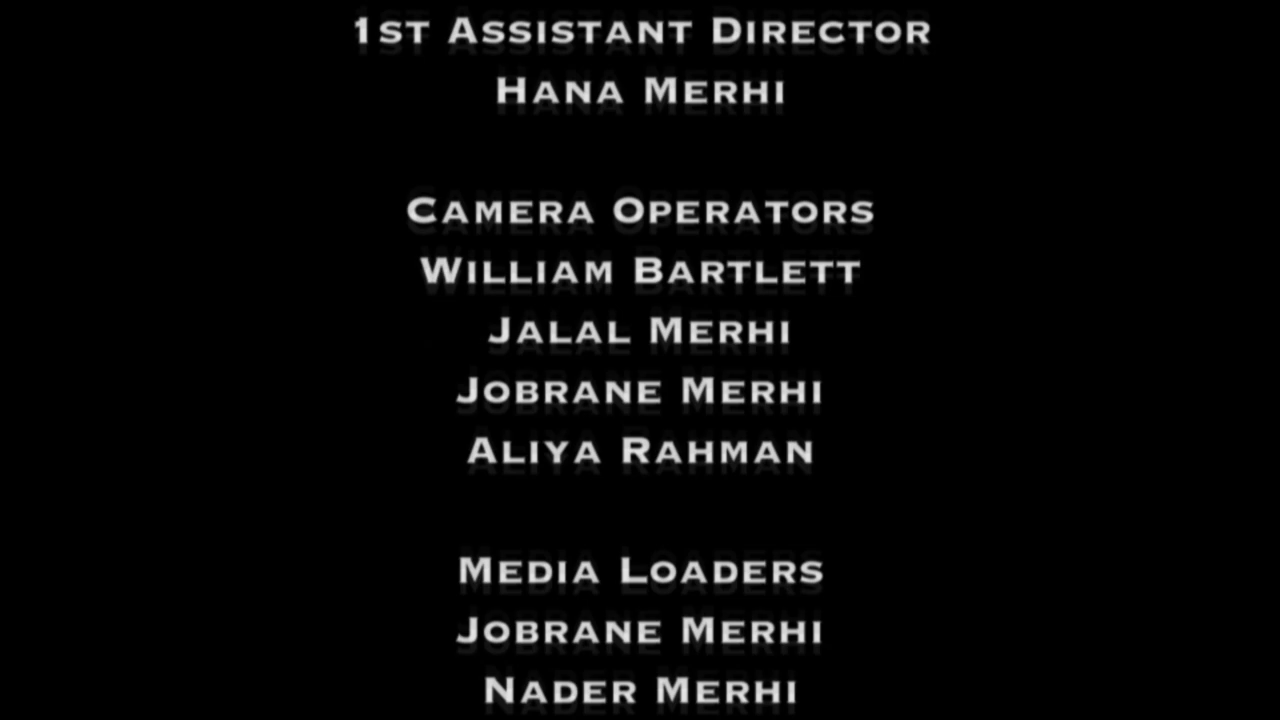 1st Assistant Director
Hana Merhi
Camera Operators
William Bartlett
Jalal Merhi
Jobrane Merhi
Aliya Rahman
Media Loaders
Jobrane Merhi
Nader Merhi